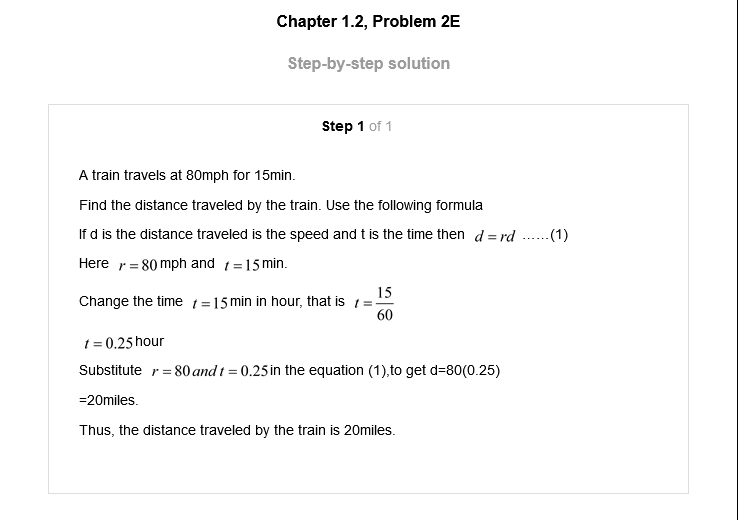 Chapter 1.2, Problem 2E
Step-by-step solution
Step 1 of 1
A train travels at 80mph for 15min.
Find the distance traveled by the train. Use the following formula
If d is the distance traveled is the speed and t is the time then d = rd ......(1)
Here r = 80 mph and t = 15 min.
Change the time t = 15 min in hour, that is t = 15/60
t = 0.25 hour
Substitute r = 80 and t = 0.25 in the equation (1),to get d=80(0.25)
=20miles.
Thus, the distance traveled by the train is 20miles.